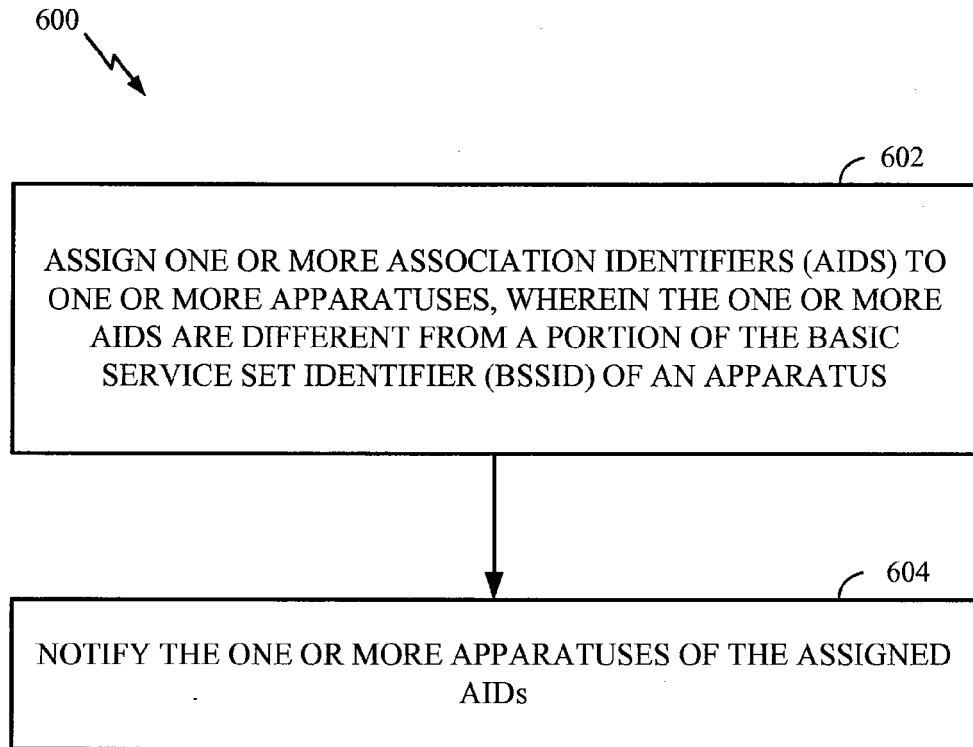 600
602
ASSIGN ONE OR MORE ASSOCIATION IDENTIFIERS (AIDS) TO
ONE OR MORE APPARATUSES, WHEREIN THE ONE OR MORE
AIDS ARE DIFFERENT FROM A PORTION OF THE BASIC
SERVICE SET IDENTIFIER (BSSID) OF AN APPARATUS
604
NOTIFY THE ONE OR MORE APPARATUSES OF THE ASSIGNED
AIDs